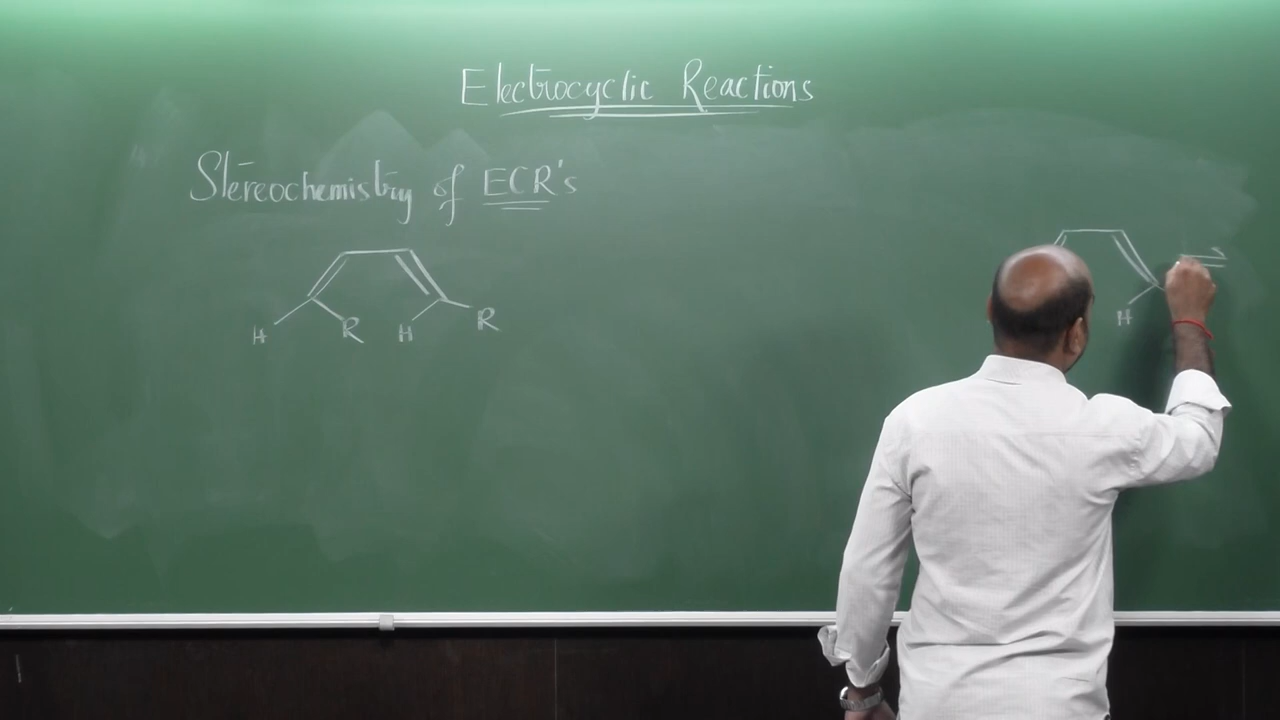 Electrocyclic Reactions
Stereochemistry of ECR's
H R H R
H